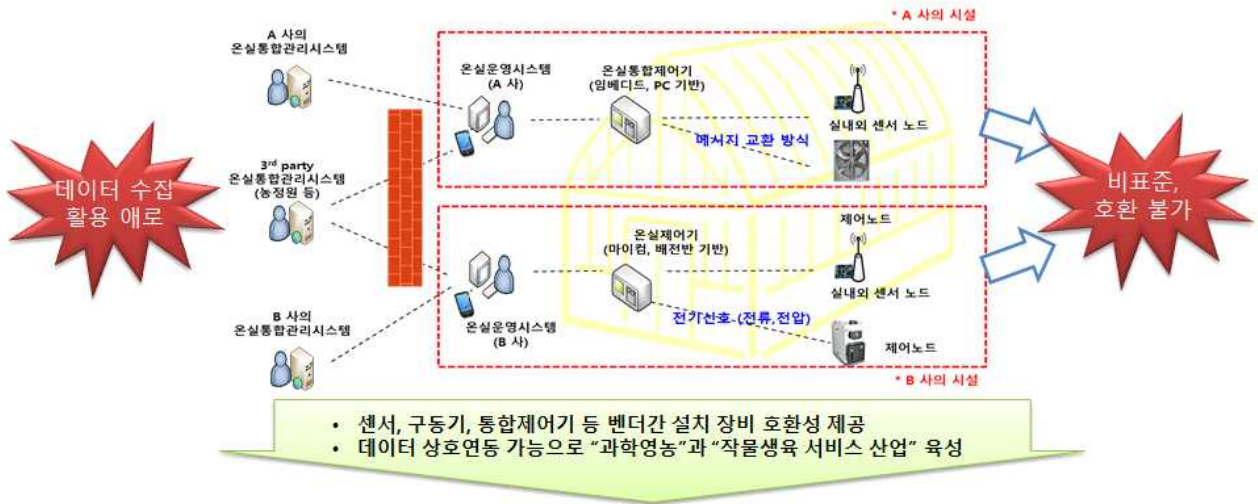 * A 사의 시설
A 사의
온실통합관리시스템
온실운영시스템
(A 사)
온실통합제어기
(임베디드, PC 기반)
실내외 센서 노드
메시지 교환 방식
데이터 수집
활용 애로
3rd party
온실통합관리시스템
(농정원 등)
비표준,
호환 불가
제어노드
온실제어기
(마이컴, 배전반 기반)
실내외 센서 노드
전기신호-(전류,전압)
B 사의
온실통합관리시스템
온실운영시스템
(B 사)
제어노드
* B 사의 시설
• 센서, 구동기, 통합제어기 등 벤더간 설치 장비 호환성 제공
• 데이터 상호연동 가능으로 “과학영농”과 “작물생육 서비스 산업” 육성